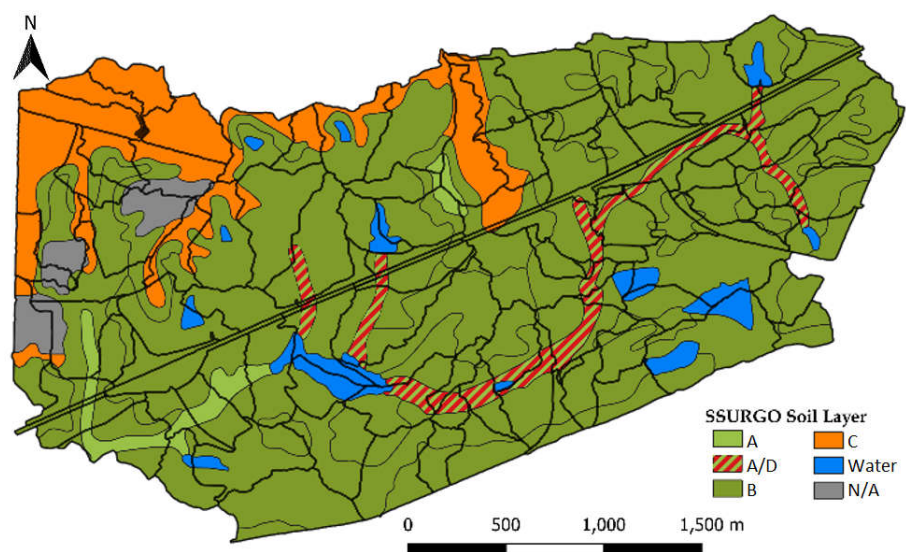 N
SSURGO Soil Layer
A
C
A/D
Water
B
N/A
0 500 1,000 1,500 m